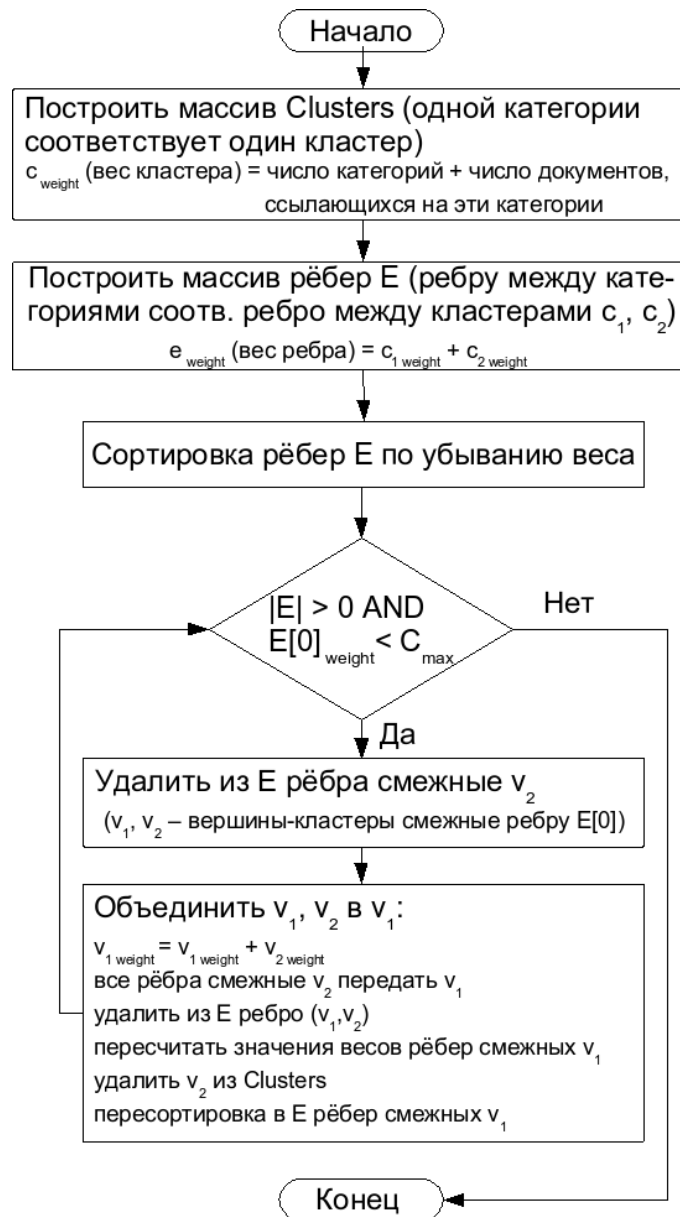 Начало
Построить массив Clusters (одной категории
соответствует один кластер)
c weight (вес кластера) = число категорий + число документов,
ссылающихся на эти категории
Построить массив рёбер E (ребру между кате-
гориями соотв. ребро между кластерами c1, c2)
e weight (вес ребра) = c1 weight + c2 weight
Сортировка рёбер E по убыванию веса
|E| > 0 AND
E[0] weight < C max
Нет
Да
Удалить из E рёбра смежные v2
(v1, v2 – вершины-кластеры смежные ребру E[0])
Объединить v1, v2 в v1:
v1 weight = v1 weight + v2 weight
все рёбра смежные v2 передать v1
удалить из E ребро (v1,v2)
пересчитать значения весов рёбер смежных v1
удалить v2 из Clusters
пересортировка в E рёбер смежных v1
Конец